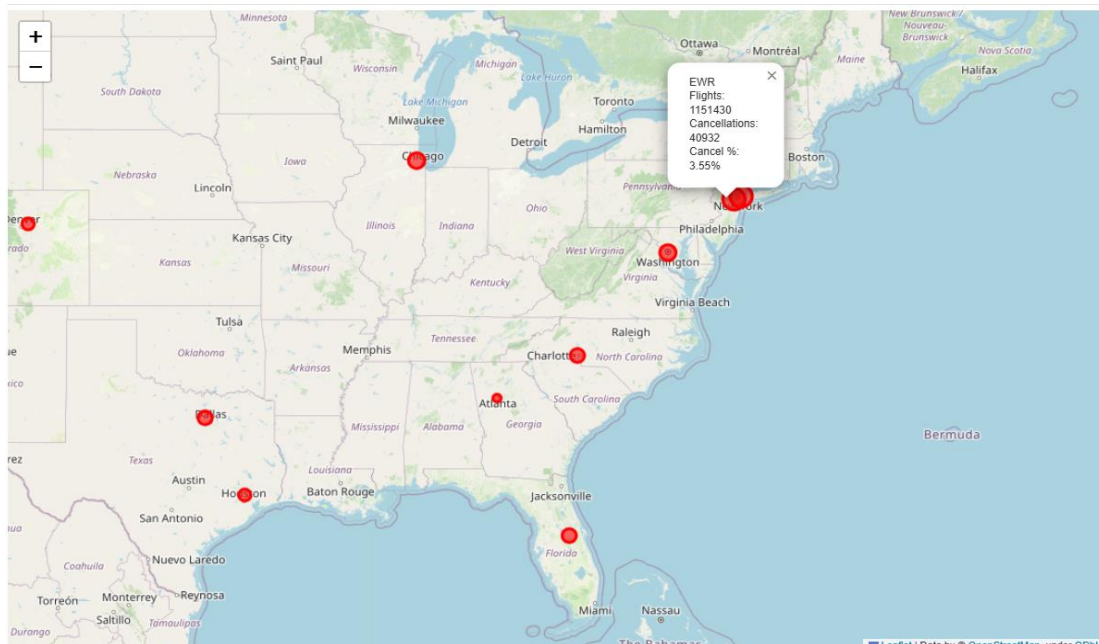 +
−
Minnesota
Ottawa
Montréal
New Brunswick /
Nouveau-
Brunswick
Nova Scotia
Halifax
Maine
Saint Paul
Wisconsin
Michigan
Lake Huron
South Dakota
Lake Michigan
Milwaukee
Toronto
Hamilton
Detroit
EWR
Flights:
1151430
Cancellations:
40932
Cancel %:
3.55%
×
Boston
Chicago
Iowa
Nebraska
Lincoln
Pennsylvania
New York
Philadelphia
Denver
Illinois
Indiana
Ohio
Kansas City
West Virginia
Washington
Virginia
Kansas
Missouri
Kentucky
Virginia Beach
Tulsa
Raleigh
Tennessee
Memphis
Charlotte
North Carolina
Oklahoma
Arkansas
Atlanta
South Carolina
Dallas
Mississippi
Alabama
Georgia
Bermuda
Texas
Louisiana
Austin
Houston
Baton Rouge
Jacksonville
San Antonio
Florida
Coahuila
Nuevo Laredo
Reynosa
Torreón
Monterrey
Saltillo
Tamaulipas
Durango
Miami
Nassau
The Bahamas
Leaflet | Data by © OpenStreetMap, under ODbL